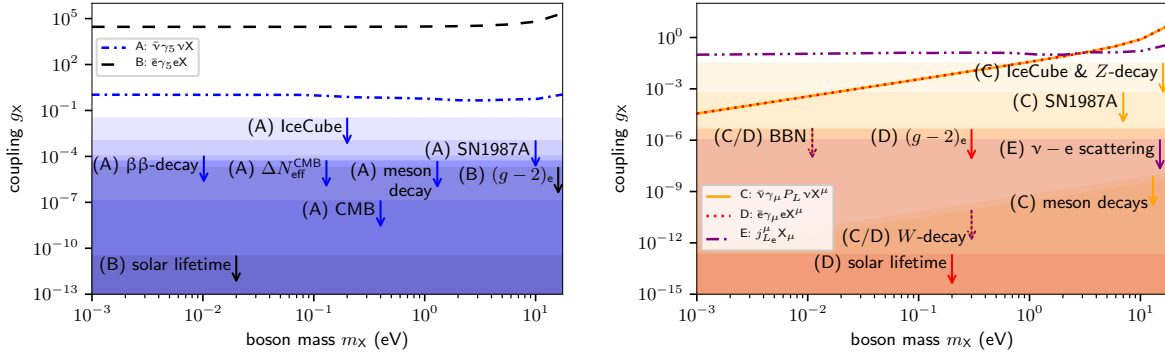 10^5
10^2
10^−1
10^−4
10^−7
10^−10
10^−13
coupling g_X
A: ν̄γ_5νX
B: ēγ_5eX
(A) IceCube
(A) SN1987A
(A) ββ-decay
(A) ΔN_eff^CMB
(A) meson
decay
(B) (g − 2)_e
(A) CMB
(B) solar lifetime
10^−3
10^−2
10^−1
10^0
10^1
boson mass m_X (eV)
10^0
10^−3
10^−6
10^−9
10^−12
10^−15
coupling g_X
(C) IceCube & Z-decay
(C) SN1987A
(C/D) BBN
(D) (g − 2)_e
(E) ν − e scattering
C: ν̄γ_μP_LνX^μ
D: ēγ_μeX^μ
E: j^μ_{L_e}X_μ
(C) meson decays
(C/D) W-decay
(D) solar lifetime
10^−3
10^−2
10^−1
10^0
10^1
boson mass m_X (eV)